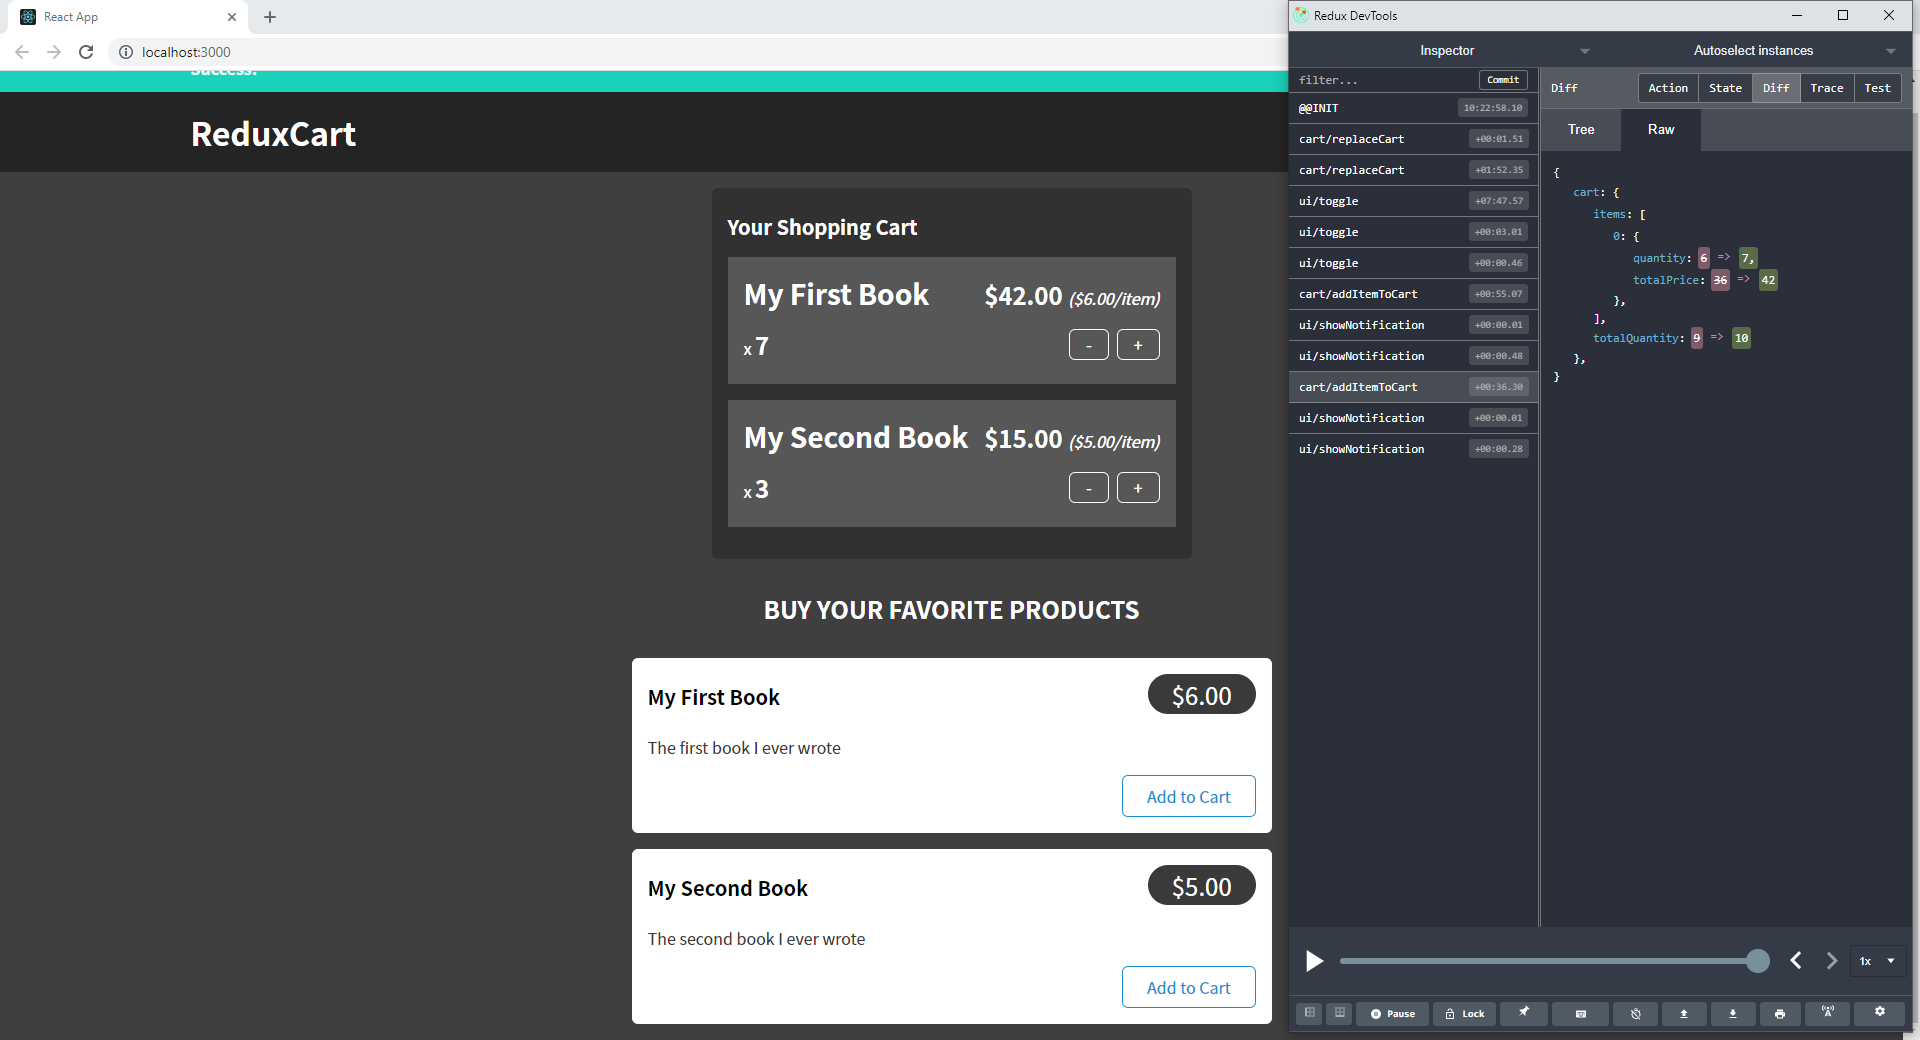 React App
localhost:3000
Success!
ReduxCart
Your Shopping Cart
My First Book $42.00 ($6.00/item)
x 7 - +
My Second Book $15.00 ($5.00/item)
x 3 - +
BUY YOUR FAVORITE PRODUCTS
My First Book $6.00
The first book I ever wrote
Add to Cart
My Second Book $5.00
The second book I ever wrote
Add to Cart
Redux DevTools
Inspector Autoselect instances
filter... Commit
@@INIT 10:22:58.10
cart/replaceCart +00:01.51
cart/replaceCart +01:52.35
ui/toggle +07:47.57
ui/toggle +00:03.01
ui/toggle +00:00.46
cart/addItemToCart +00:55.07
ui/showNotification +00:00.01
ui/showNotification +00:00.48
cart/addItemToCart +00:36.30
ui/showNotification +00:00.01
ui/showNotification +00:00.28
Diff Action State Diff Trace Test
Tree Raw
{
cart: {
items: [
0: {
quantity: 6 => 7,
totalPrice: 36 => 42
},
],
totalQuantity: 9 => 10
},
}
1x
Pause Lock